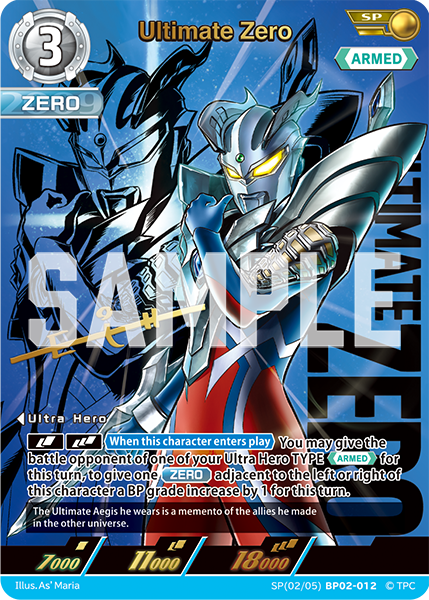 3
Ultimate Zero
SP
ARMED
ZERO
ULTIMATE ZERO
SAMPLE
Ultra Hero
When this character enters play You may give the
battle opponent of one of your Ultra Hero TYPE ARMED for
this turn, to give one ZERO adjacent to the left or right of
this character a BP grade increase by 1 for this turn.
The Ultimate Aegis he wears is a memento of the allies he made
in the other universe.
7000 11000 18000
Illus. As' Maria SP(02/05) BP02-012 © TPC